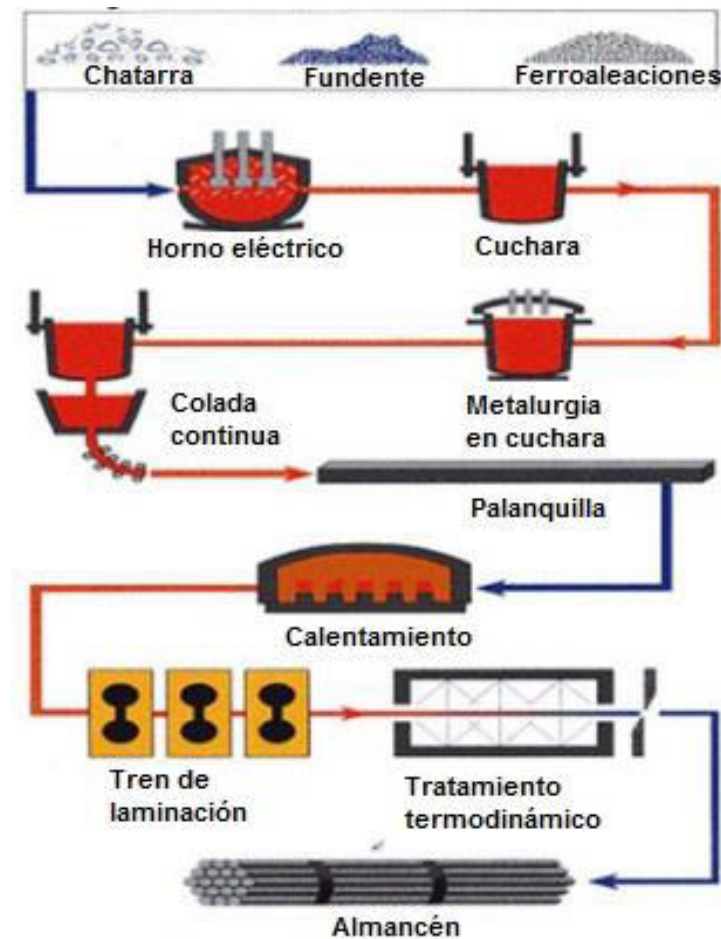 Chatarra
Fundente
Ferroaleaciones
Horno eléctrico
Cuchara
Colada
continua
Metalurgia
en cuchara
Palanquilla
Calentamiento
Tren de
laminación
Tratamiento
termodinámico
Almancén